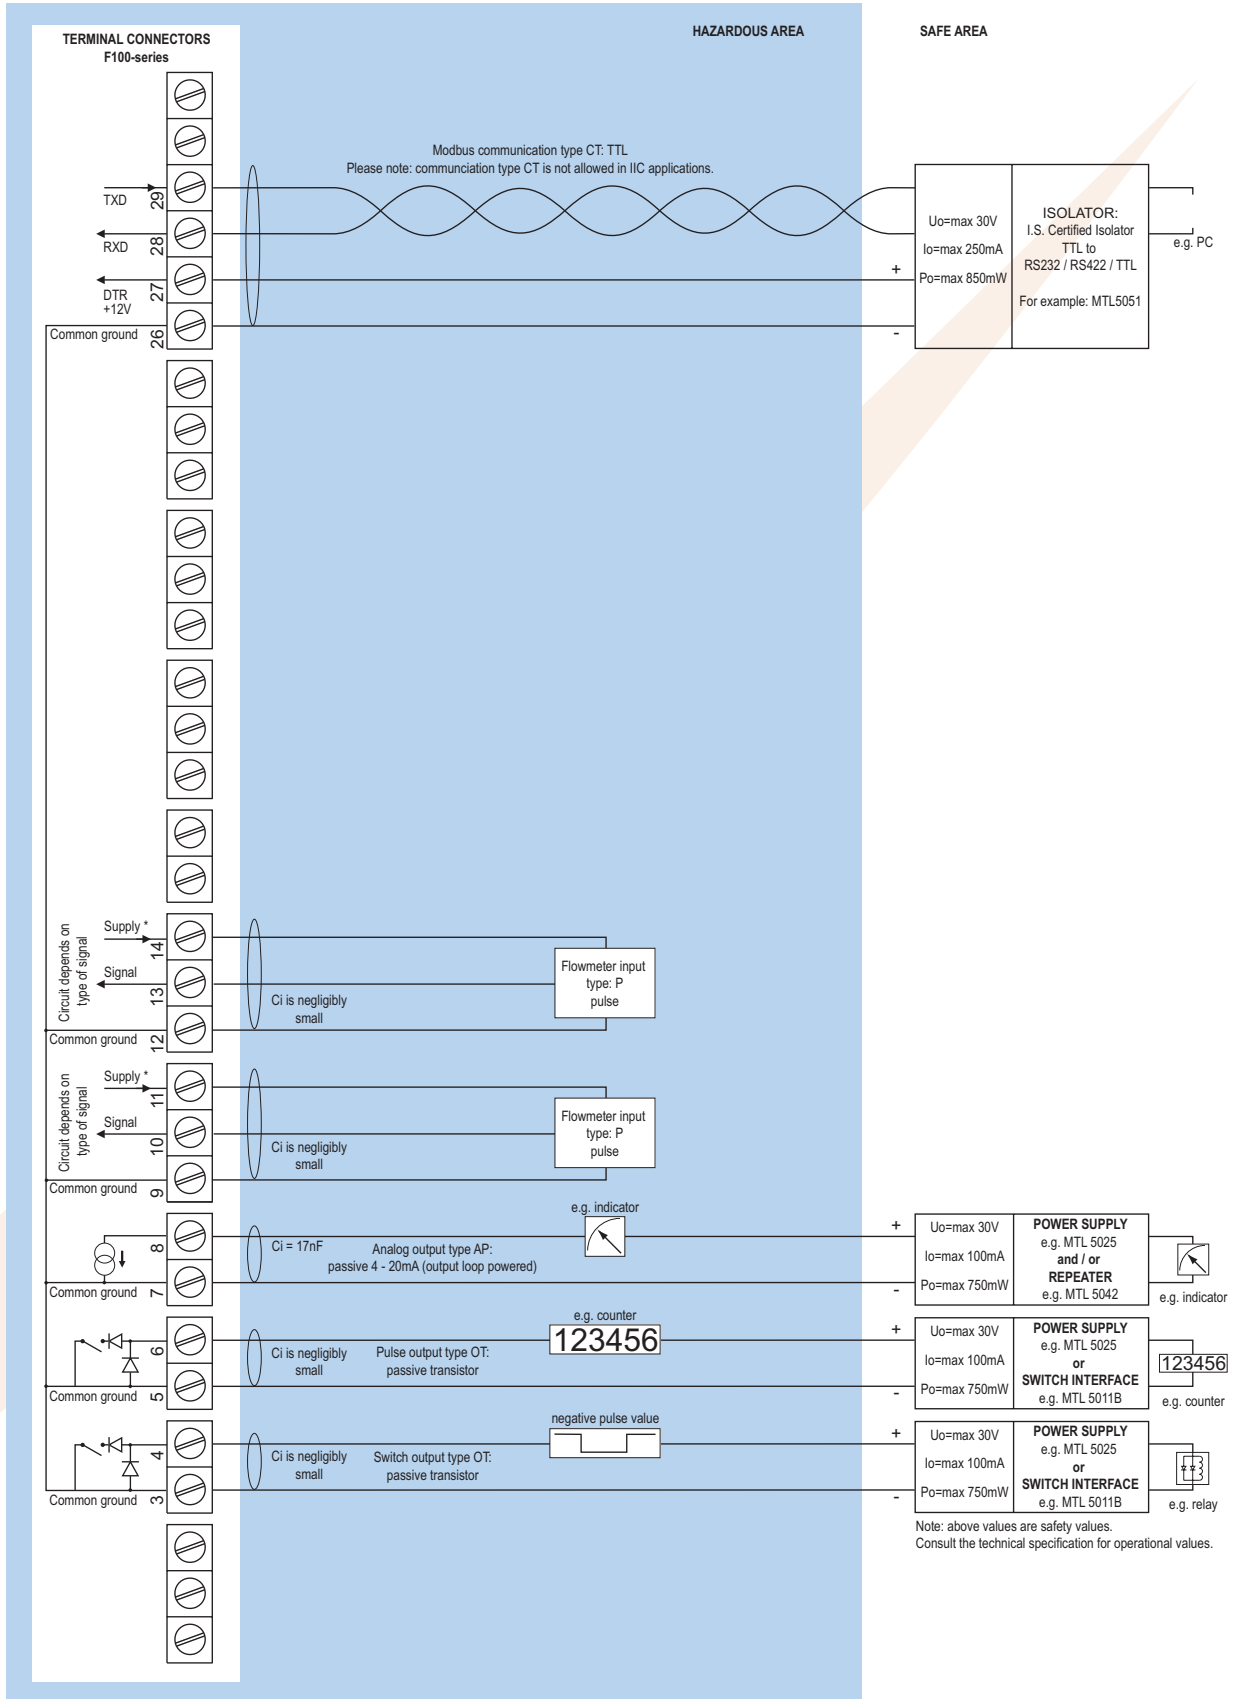 TERMINAL CONNECTORS
F100-series
HAZARDOUS AREA
SAFE AREA
Modbus communication type CT: TTL
Please note: communciation type CT is not allowed in IIC applications.
TXD
29
RXD
28
DTR
+12V
27
Common ground
26
+
-
Uo=max 30V
Io=max 250mA
Po=max 850mW
ISOLATOR:
I.S. Certified Isolator
TTL to
RS232 / RS422 / TTL
For example: MTL5051
e.g. PC
Circuit depends on
type of signal
Supply *
14
Signal
13
Common ground
12
Ci is negligibly
small
Flowmeter input
type: P
pulse
Circuit depends on
type of signal
Supply *
11
Signal
10
Common ground
9
Ci is negligibly
small
Flowmeter input
type: P
pulse
8
Common ground
7
Ci = 17nF
Analog output type AP:
passive 4 - 20mA (output loop powered)
e.g. indicator
+
-
Uo=max 30V
Io=max 100mA
Po=max 750mW
POWER SUPPLY
e.g. MTL 5025
and / or
REPEATER
e.g. MTL 5042
e.g. indicator
6
Common ground
5
Ci is negligibly
small
Pulse output type OT:
passive transistor
e.g. counter
123456
+
-
Uo=max 30V
Io=max 100mA
Po=max 750mW
POWER SUPPLY
e.g. MTL 5025
or
SWITCH INTERFACE
e.g. MTL 5011B
123456
e.g. counter
4
Common ground
3
Ci is negligibly
small
Switch output type OT:
passive transistor
negative pulse value
+
-
Uo=max 30V
Io=max 100mA
Po=max 750mW
POWER SUPPLY
e.g. MTL 5025
or
SWITCH INTERFACE
e.g. MTL 5011B
e.g. relay
Note: above values are safety values.
Consult the technical specification for operational values.